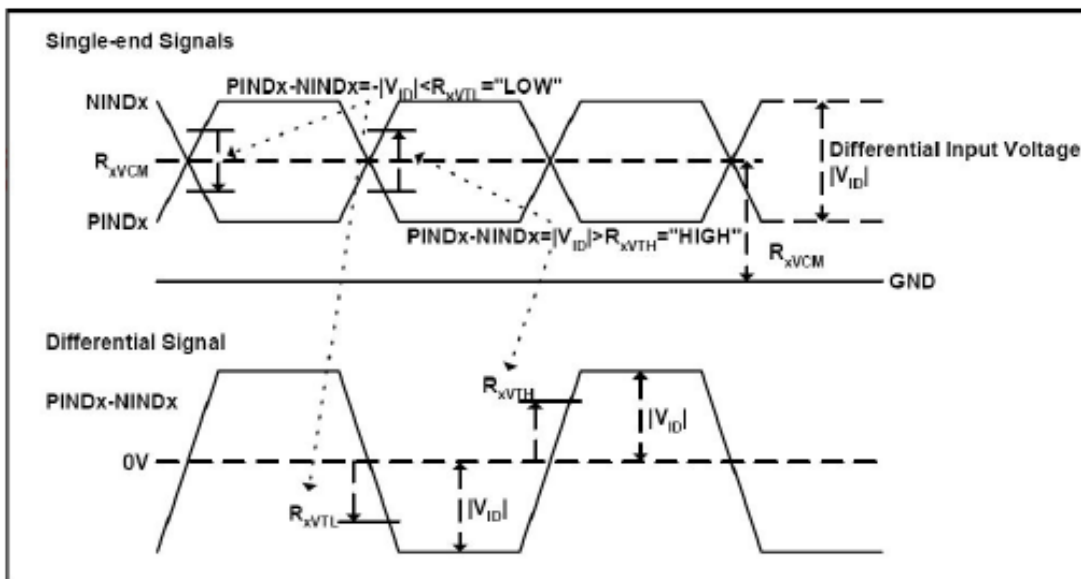 Single-end Signals
PINDx-NINDx=-|VID|<RxVTL="LOW"
NINDx
RxVCM
Differential Input Voltage
|VID|
PINDx
PINDx-NINDx=|VID|>RxVTH="HIGH"
RxVCM
GND
Differential Signal
RxVTH
PINDx-NINDx
|VID|
0V
RxVTL
|VID|